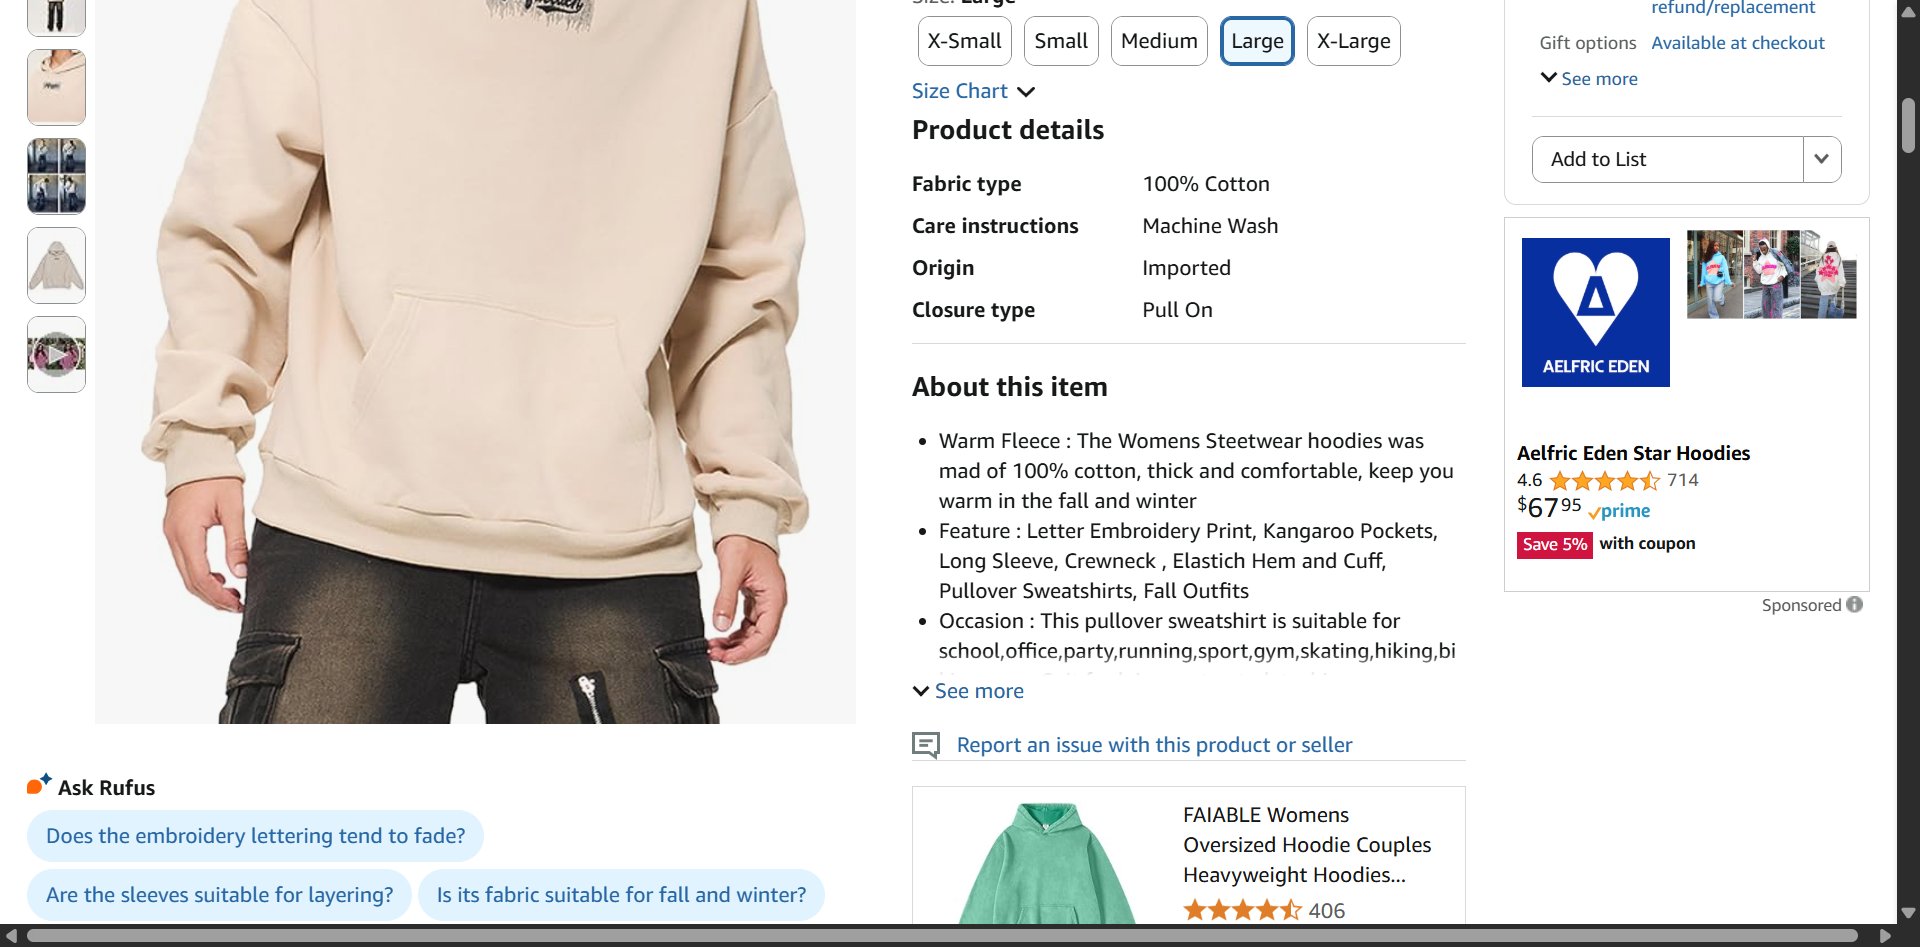 Size: Large
X-Small
Small
Medium
Large
X-Large
Size Chart
Product details
Fabric type 100% Cotton
Care instructions Machine Wash
Origin Imported
Closure type Pull On
About this item
Warm Fleece : The Womens Steetwear hoodies was
mad of 100% cotton, thick and comfortable, keep you
warm in the fall and winter
Feature : Letter Embroidery Print, Kangaroo Pockets,
Long Sleeve, Crewneck , Elastich Hem and Cuff,
Pullover Sweatshirts, Fall Outfits
Occasion : This pullover sweatshirt is suitable for
school,office,party,running,sport,gym,skating,hiking,bi
See more
Report an issue with this product or seller
FAIABLE Womens
Oversized Hoodie Couples
Heavyweight Hoodies...
406
refund/replacement
Gift options Available at checkout
See more
Add to List
AELFRIC EDEN
Aelfric Eden Star Hoodies
4.6 714
$67 95 prime
Save 5% with coupon
Sponsored
Ask Rufus
Does the embroidery lettering tend to fade?
Are the sleeves suitable for layering?
Is its fabric suitable for fall and winter?